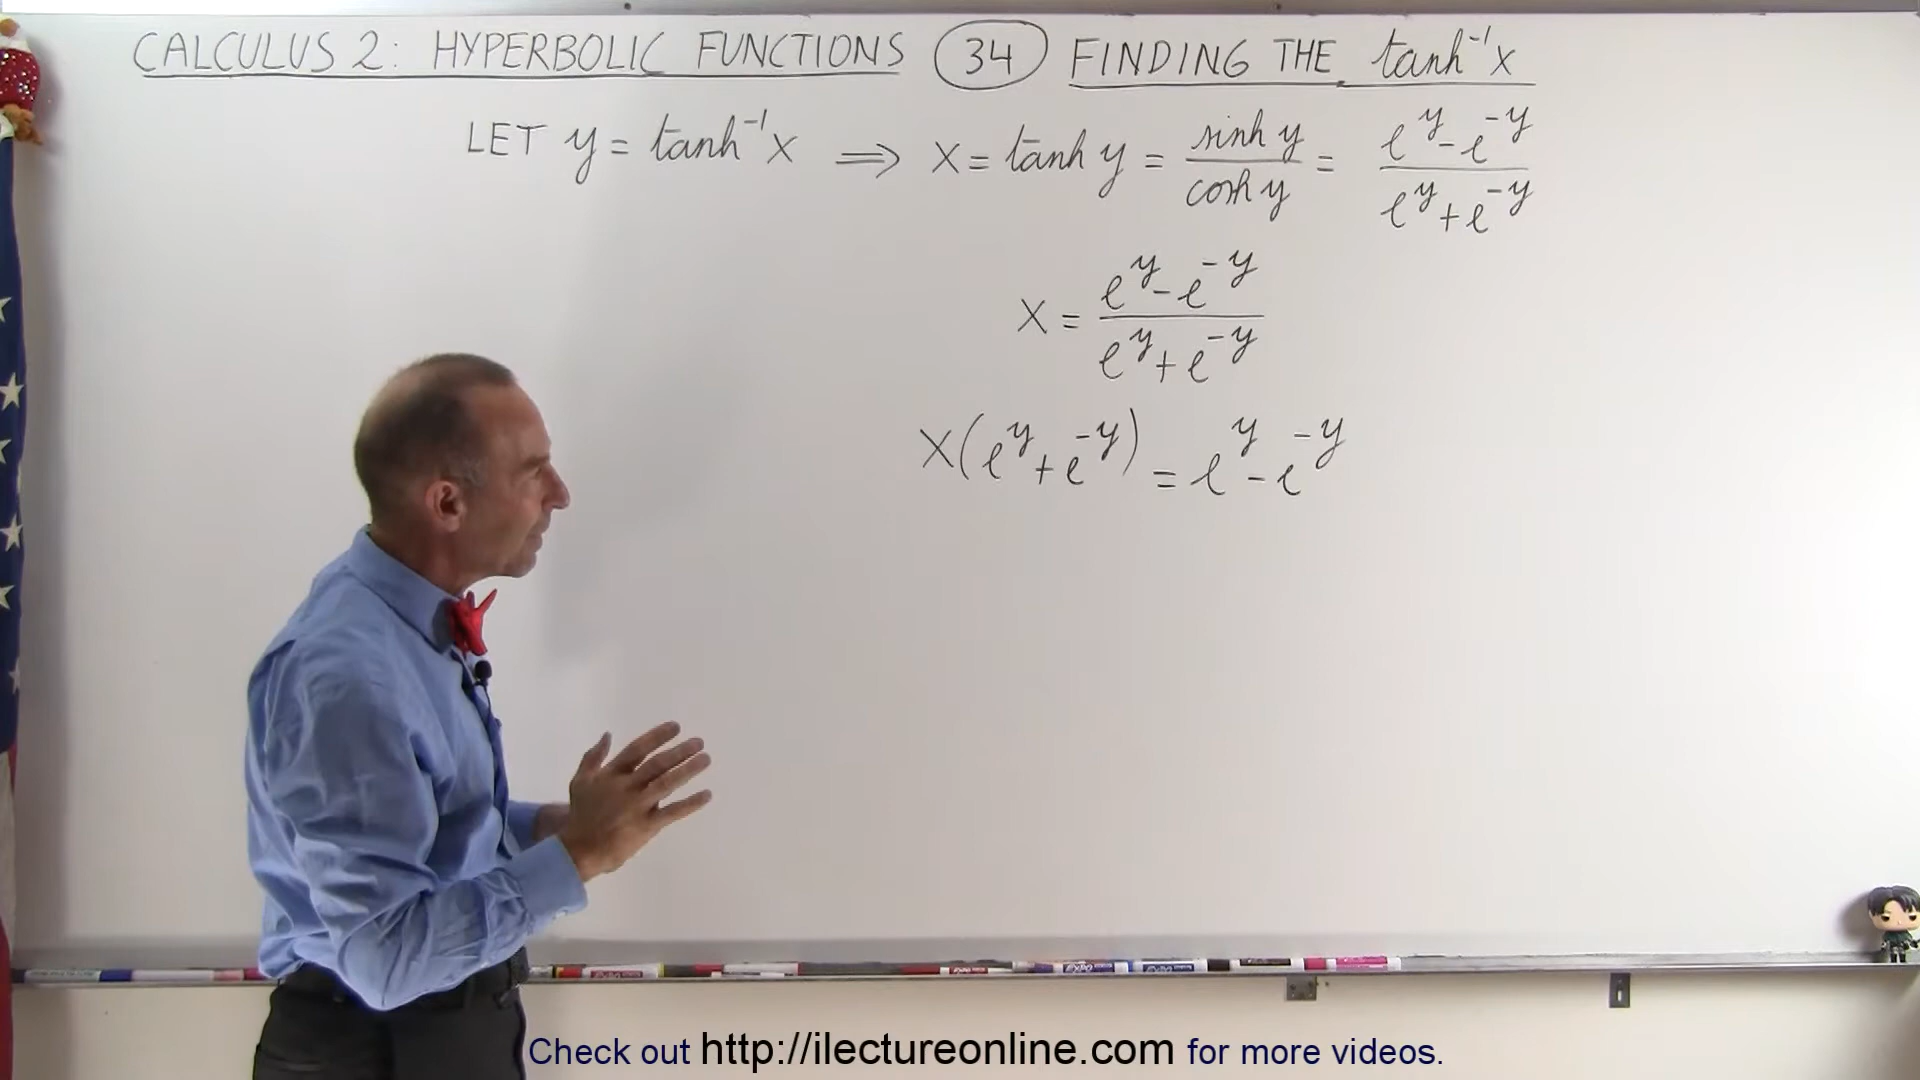 CALCULUS 2: HYPERBOLIC FUNCTIONS (34) FINDING THE tanh⁻¹x
LET y = tanh⁻¹x ⟹ x = tanh y = sinh y / cosh y = (e^y - e^-y) / (e^y + e^-y)
x = (e^y - e^-y) / (e^y + e^-y)
x(e^y + e^-y) = e^y - e^-y
Check out http://ilectureonline.com for more videos.